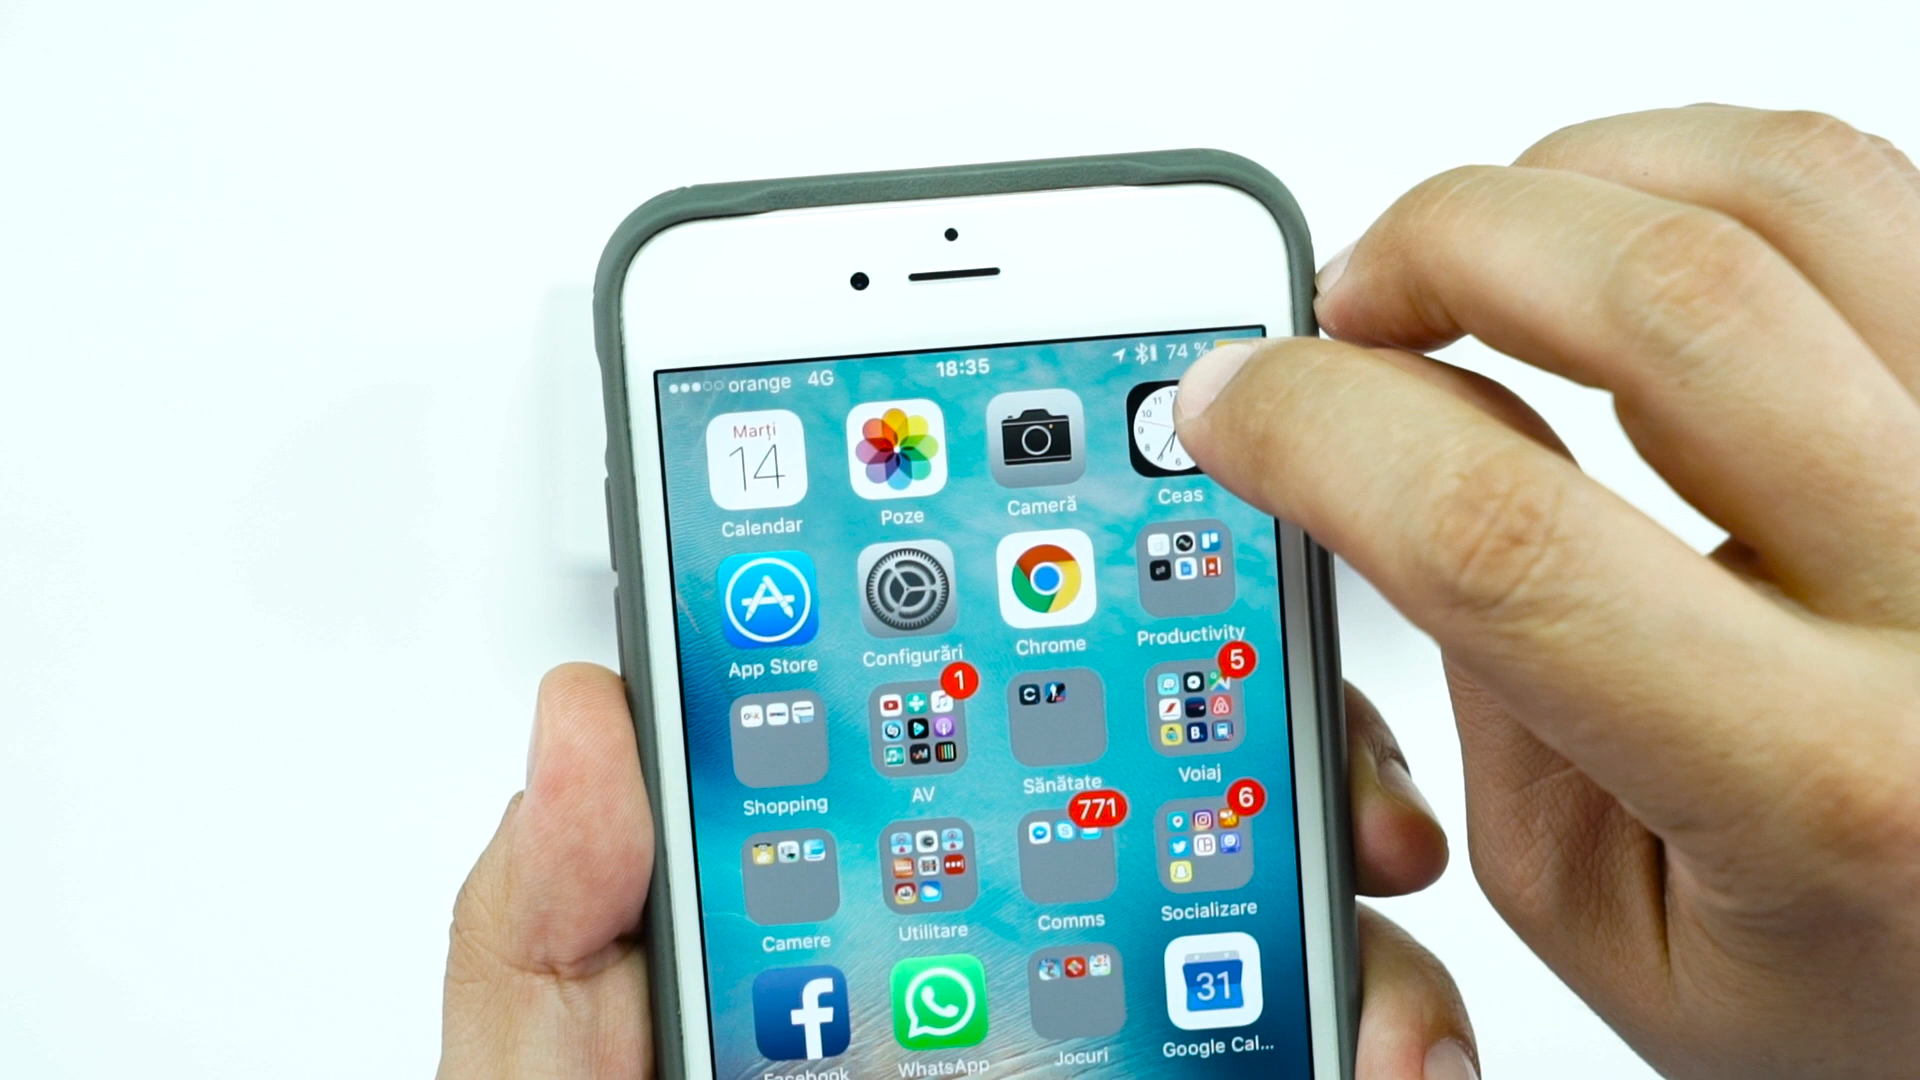 orange 4G 18:35 74 %
Marți
14
Calendar Poze Cameră Ceas
App Store Configurări Chrome Productivity
1
5
Shopping AV Sănătate Voiaj
771
6
Camere Utilitare Comms Socializare
31
Facebook WhatsApp Jocuri Google Cal...